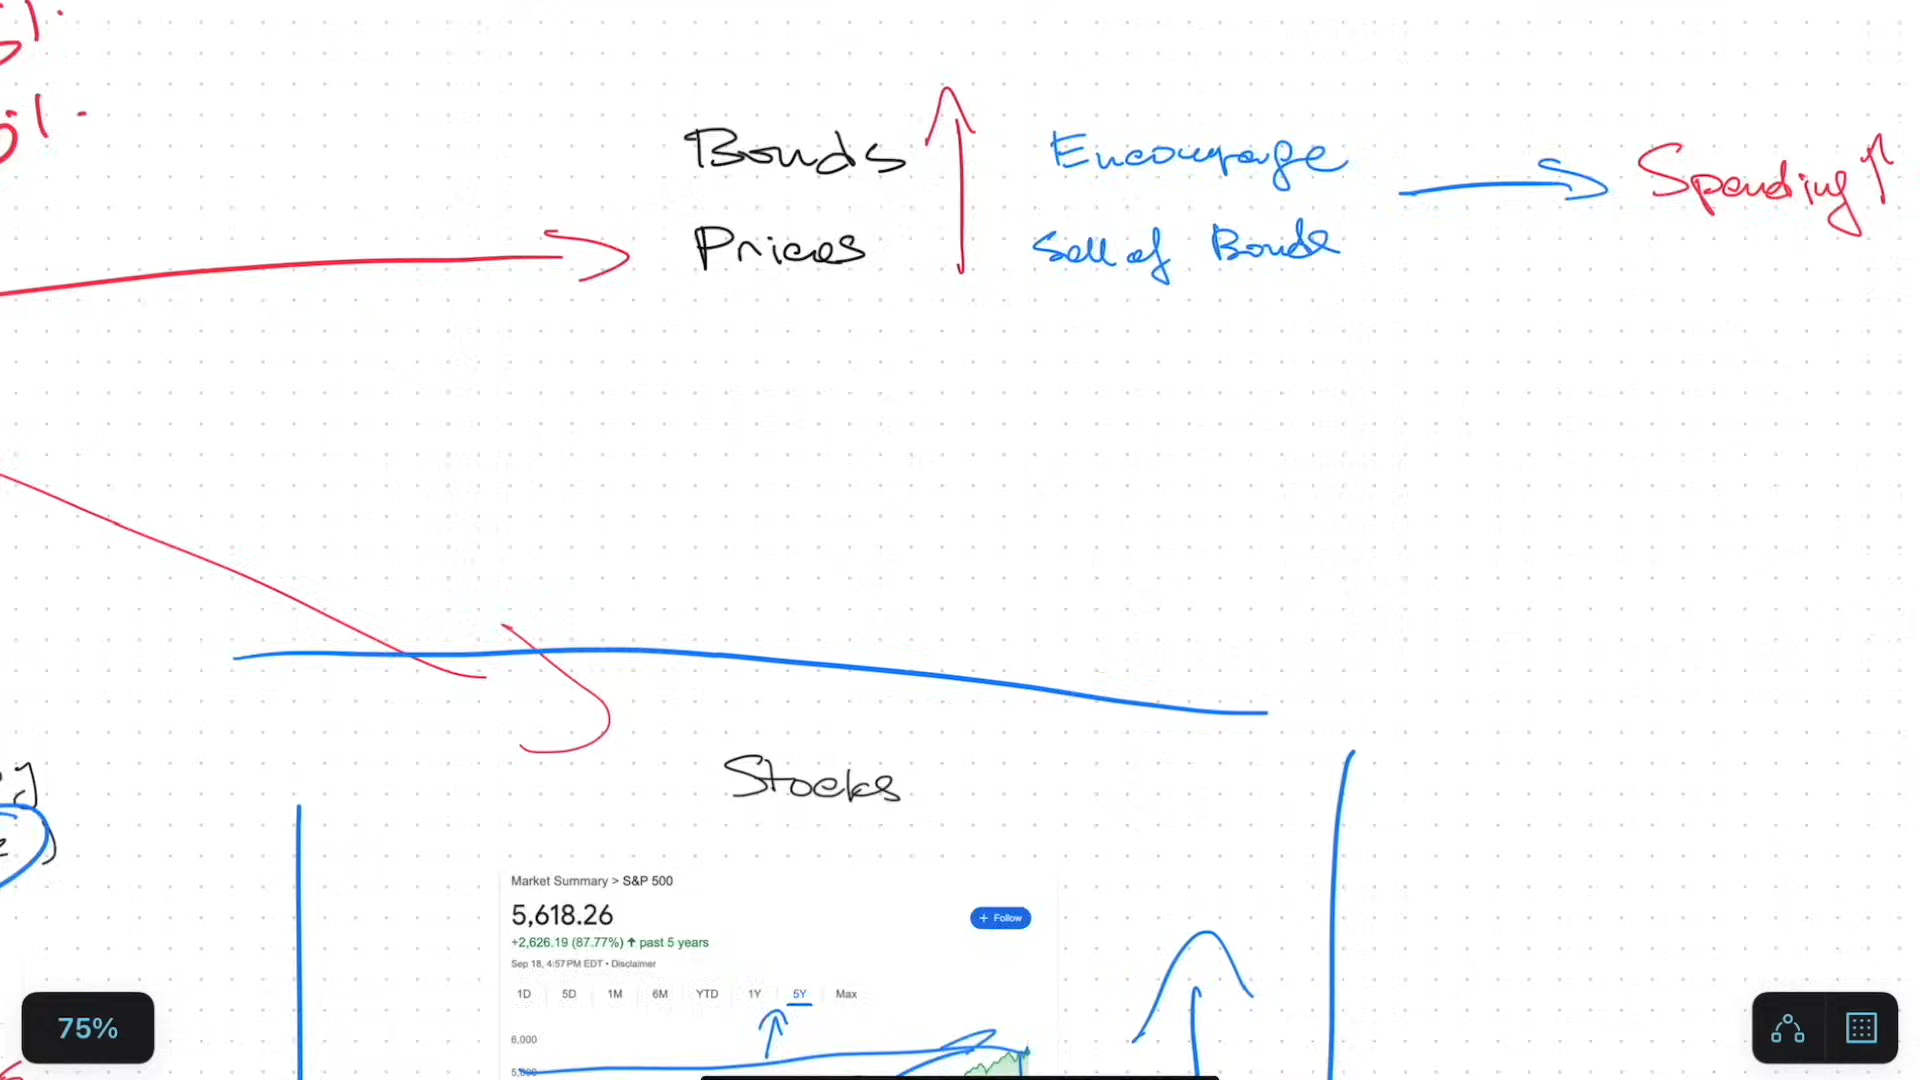 Bonds
Prices
Encourage
Sell of Bonds
Spending
Stocks
Market Summary > S&P 500
5,618.26
+ Follow
+2,626.19 (87.77%) ↑ past 5 years
Sep 18, 4:57 PM EDT • Disclaimer
1D 5D 1M 6M YTD 1Y 5Y Max
6,000
75%